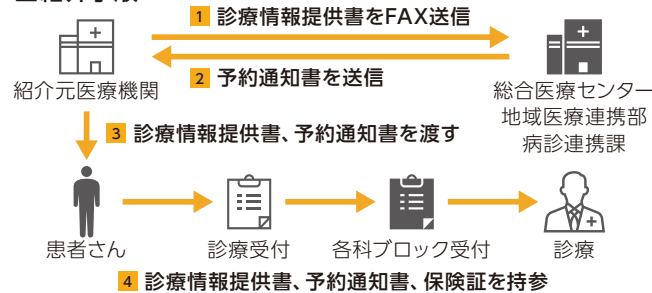 1 診療情報提供書をFAX送信
2 予約通知書を送信
紹介元医療機関
総合医療センター
地域医療連携部
病診連携課
3 診療情報提供書、予約通知書を渡す
患者さん
診療受付
各科ブロック受付
診療
4 診療情報提供書、予約通知書、保険証を持参